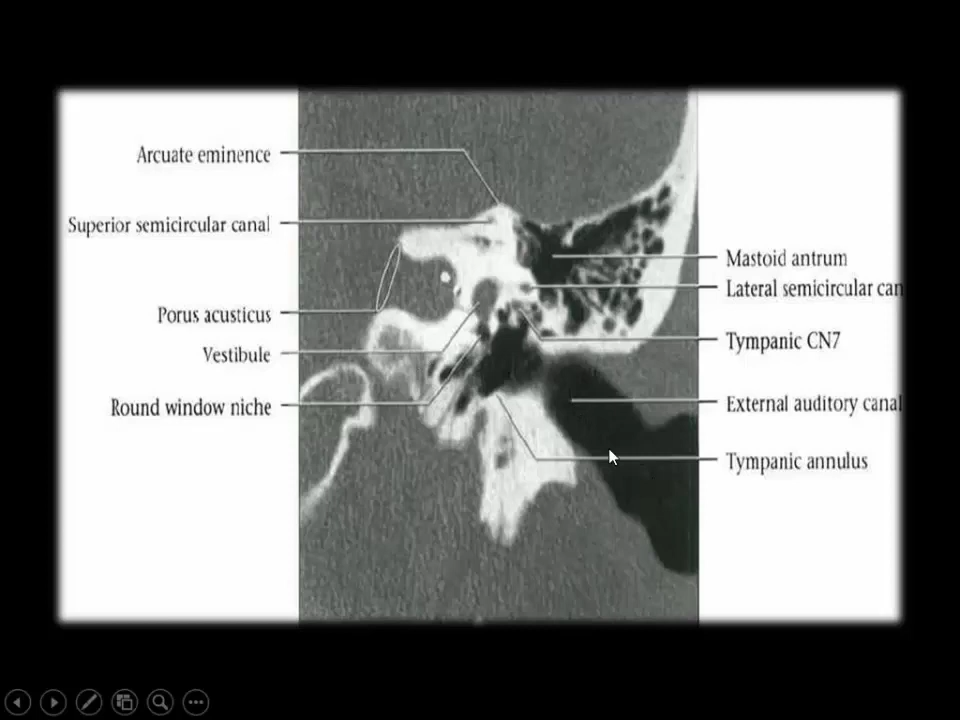 Arcuate eminence
Superior semicircular canal
Porus acusticus
Vestibule
Round window niche
Mastoid antrum
Lateral semicircular can
Tympanic CN7
External auditory canal
Tympanic annulus